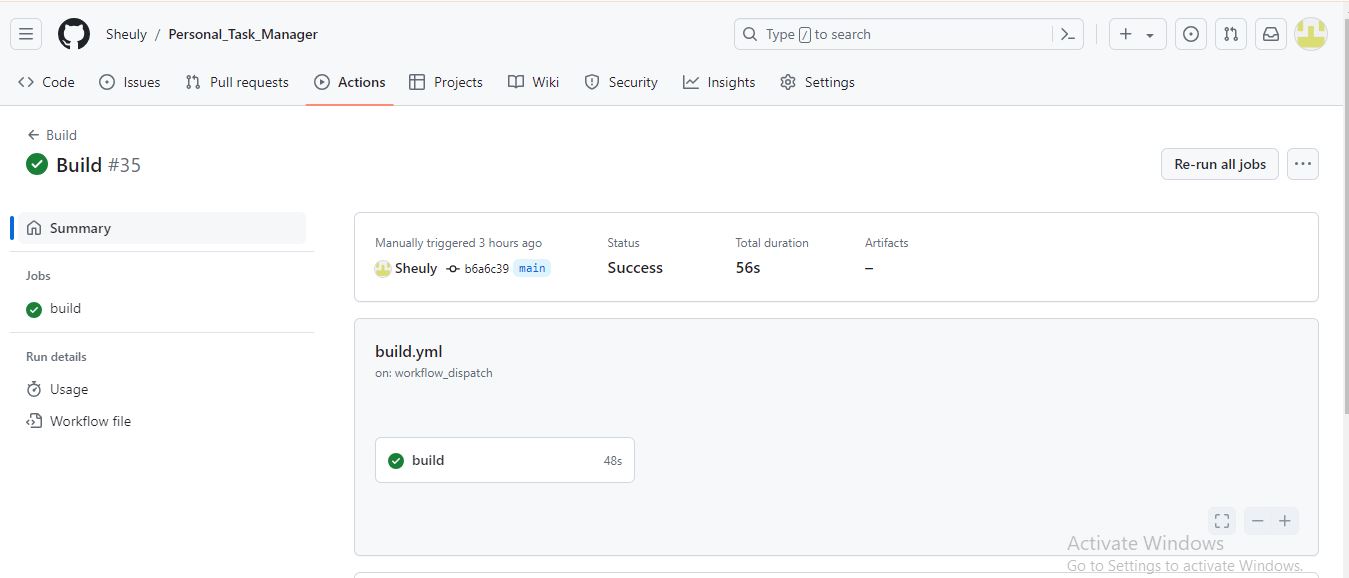 Sheuly / Personal_Task_Manager
Type / to search
Code Issues Pull requests Actions Projects Wiki Security Insights Settings
Build
Build #35
Re-run all jobs
Summary
Jobs
build
Run details
Usage
Workflow file
Manually triggered 3 hours ago
Sheuly b6a6c39 main
Status
Success
Total duration
56s
Artifacts
–
build.yml
on: workflow_dispatch
build 48s
Activate Windows
Go to Settings to activate Windows.